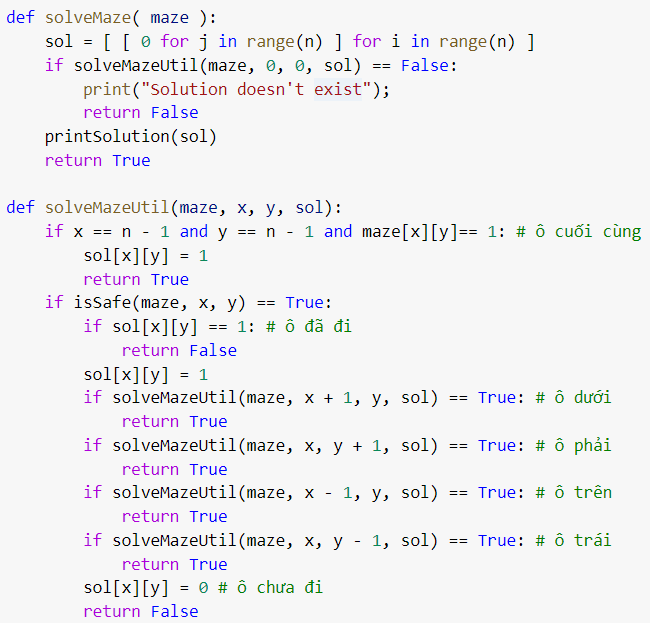 def solveMaze( maze ):
    sol = [ [ 0 for j in range(n) ] for i in range(n) ]
    if solveMazeUtil(maze, 0, 0, sol) == False:
        print("Solution doesn't exist");
        return False
    printSolution(sol)
    return True

def solveMazeUtil(maze, x, y, sol):
    if x == n - 1 and y == n - 1 and maze[x][y]== 1: # ô cuối cùng
        sol[x][y] = 1
        return True
    if isSafe(maze, x, y) == True:
        if sol[x][y] == 1: # ô đã đi
            return False
        sol[x][y] = 1
        if solveMazeUtil(maze, x + 1, y, sol) == True: # ô dưới
            return True
        if solveMazeUtil(maze, x, y + 1, sol) == True: # ô phải
            return True
        if solveMazeUtil(maze, x - 1, y, sol) == True: # ô trên
            return True
        if solveMazeUtil(maze, x, y - 1, sol) == True: # ô trái
            return True
        sol[x][y] = 0 # ô chưa đi
        return False